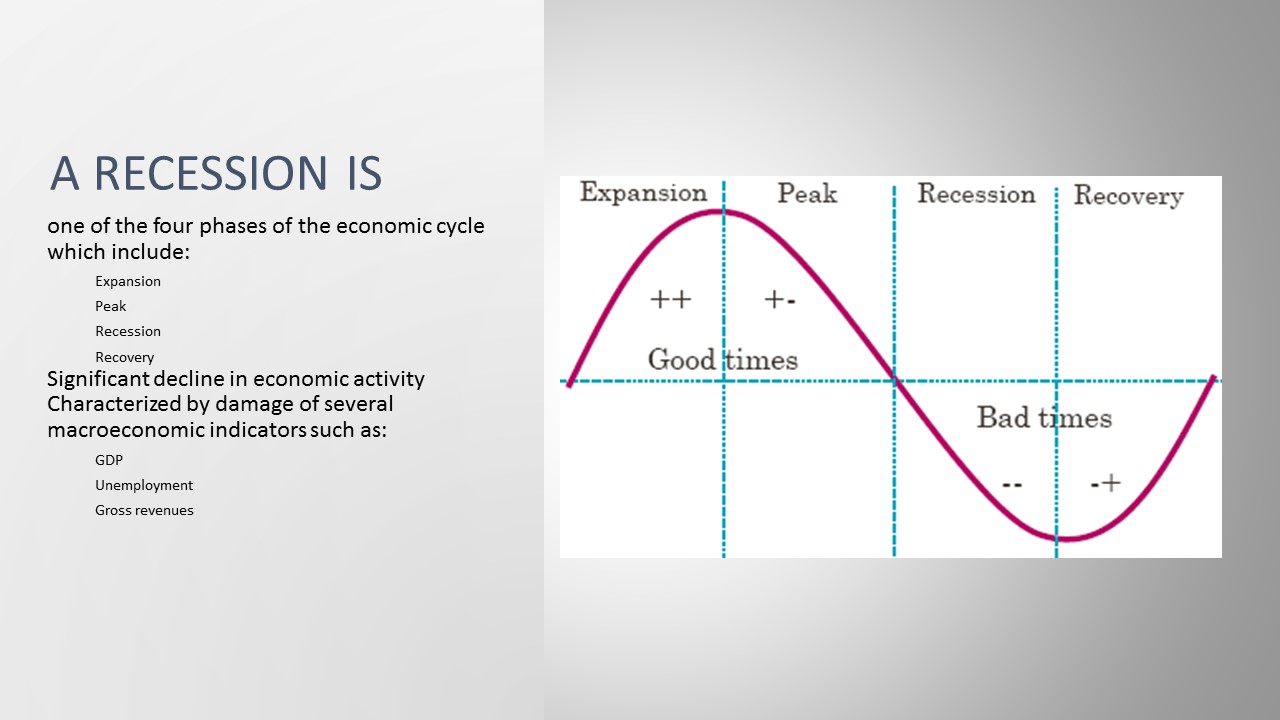 A RECESSION IS
one of the four phases of the economic cycle
which include:
Expansion
Peak
Recession
Recovery
Significant decline in economic activity
Characterized by damage of several
macroeconomic indicators such as:
GDP
Unemployment
Gross revenues
Expansion
Peak
Recession
Recovery
++
+-
Good times
Bad times
--
-+